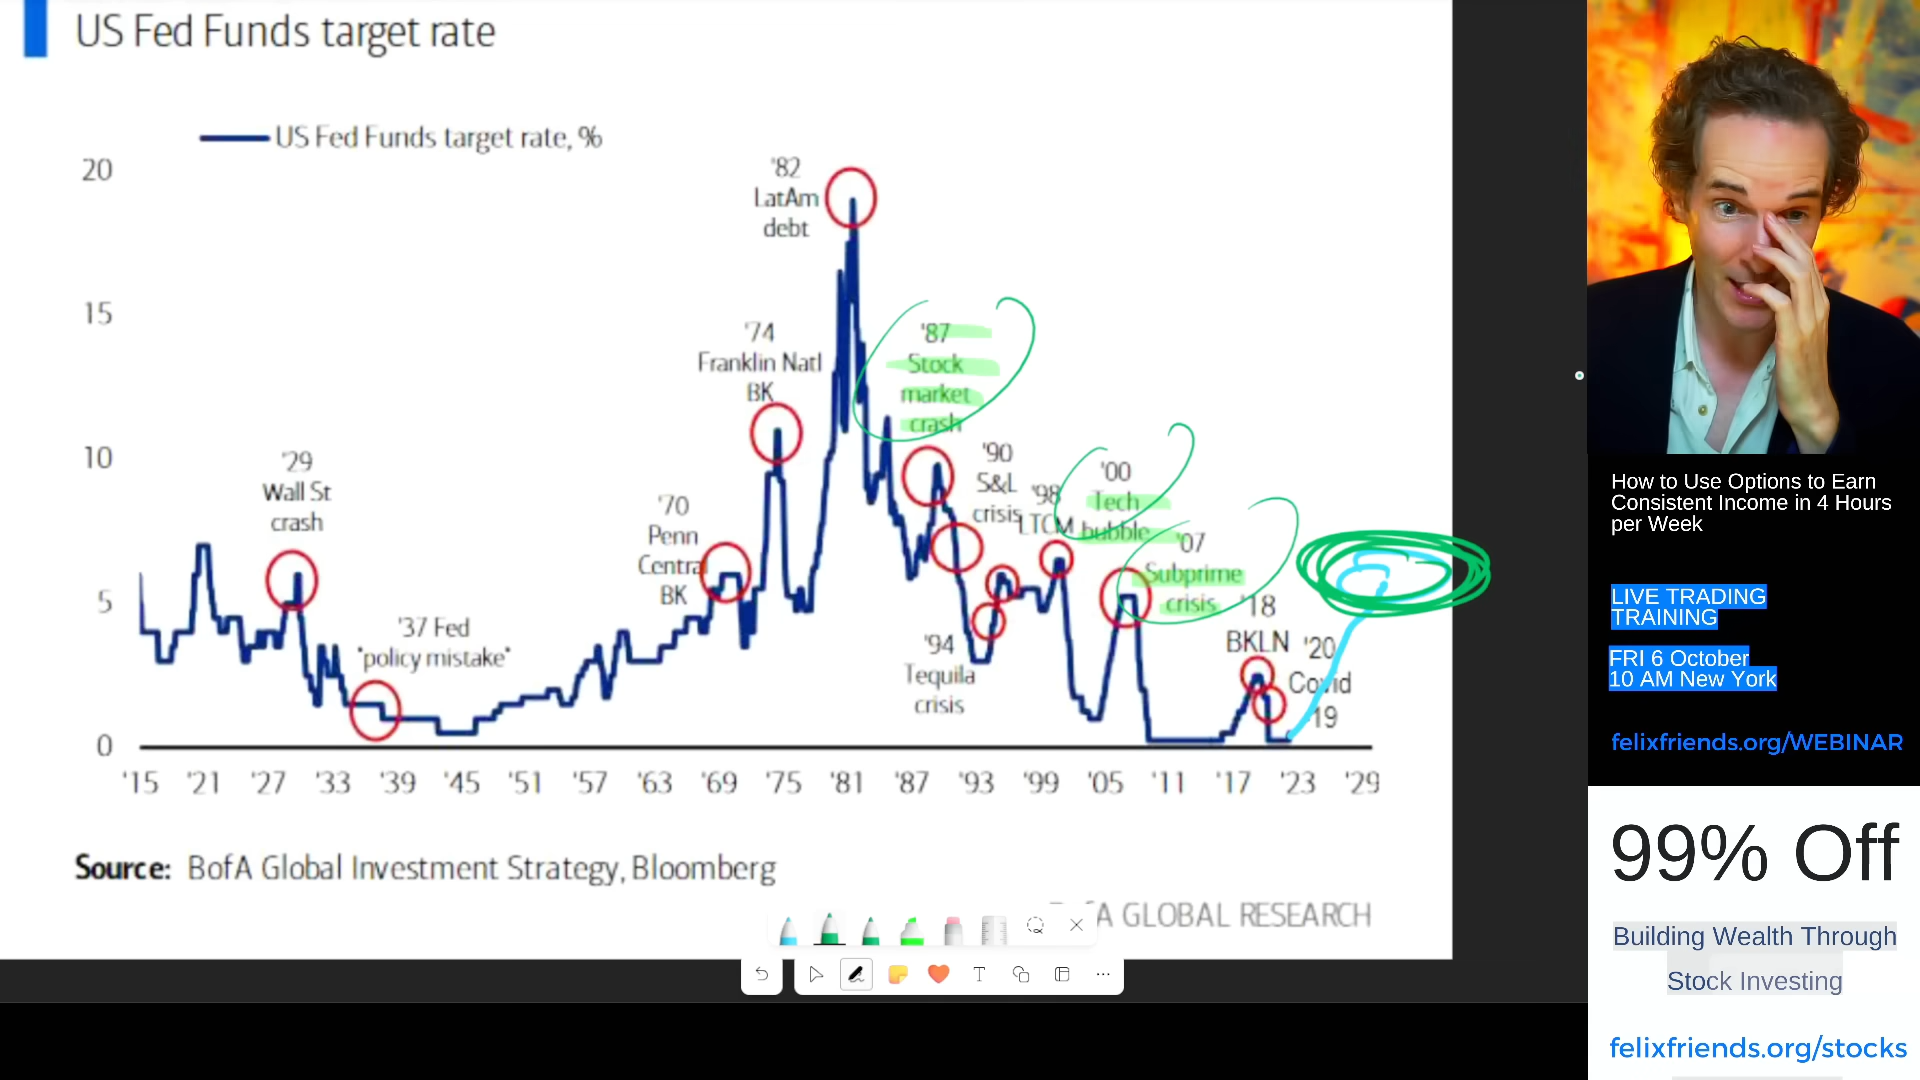 US Fed Funds target rate
US Fed Funds target rate, %
20
15
10
5
0
'29
Wall St
crash
'37 Fed
"policy mistake"
'70
Penn
Central
BK
'74
Franklin Natl
BK
'82
LatAm
debt
'87
Stock
market
crash
'90
S&L
crisis
'94
Tequila
crisis
'98
LTCM
'00
Tech
bubble
'07
Subprime
crisis
'18
BKLN
'20
Covid
19
'15 '21 '27 '33 '39 '45 '51 '57 '63 '69 '75 '81 '87 '93 '99 '05 '11 '17 '23 '29
Source: BofA Global Investment Strategy, Bloomberg
GLOBAL RESEARCH
T
How to Use Options to Earn
Consistent Income in 4 Hours
per Week
LIVE TRADING
TRAINING
FRI 6 October
10 AM New York
felixfriends.org/WEBINAR
99% Off
Building Wealth Through
Stock Investing
felixfriends.org/stocks